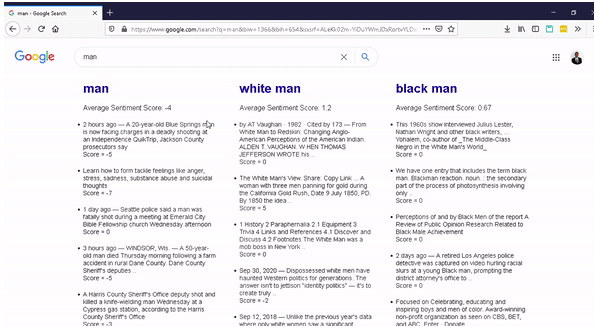 man - Google Search
https://www.google.com/search?q=man&biw=1366&bih=654&
Google
man
man
Average Sentiment Score: -4
2 hours ago — A 20-year-old Blue Springs man
is now facing charges in a deadly shooting at
an Independence QuikTrip, Jackson County
prosecutors say
Score = -5
Learn how to form tackle feelings like anger,
stress, sadness, substance abuse and suicidal
thoughts
Score = -7
1 day ago — Seattle police said a man was
fatally shot during a meeting at Emerald City
Bible Fellowship church Wednesday afternoon
Score = 0
3 hours ago — WINDSOR, Wis. — A 50-year-
old man died Thursday morning following a farm
accident in rural Dane County. Dane County
Sheriff's deputies ..
Score = -5
A Harris County Sheriff's Office deputy shot and
killed a knife-wielding man Wednesday at a
Cypress gas station, according to the Harris
County Sheriff's Office
Score = -3
white man
Average Sentiment Score: 1.2
by AT Vaughan · 1982 · Cited by 173 — From
White Man to Redskin: Changing Anglo-
American Perceptions of the American Indian.
ALDEN T. VAUGHAN. W HEN THOMAS
JEFFERSON WROTE his ..
Score = 0
The White Man's View. Share: Copy Link ... A
woman with three men panning for gold during
the California Gold Rush, Date 9 July 1850, FD.
By 1850 the idea ..
Score = 5
1 History 2 Paraphernalia 2.1 Equipment 3
Trivia 4 Links and References 4.1 Discover and
Discuss 4.2 Footnotes The White Man was a
mob boss in New York ..
Score = 0
Sep 30, 2020 — Dispossessed white men have
haunted Western politics for generations. The
answer isn't to jettison "identity politics" — it's to
create truly ..
Score = -2
Sep 12, 2018 — Unlike the previous year's data
where only white women saw a significant
black man
Average Sentiment Score: 0.67
This 1960s show interviewed Julius Lester,
Nathan Wright and other black writers, ...
Yohalem, co-author of _The Middle-Class
Negro in the White Man's World_
Score = 0
We have one entry that includes the term black
man. Blackman reaction. noun. : the secondary
part of the process of photosynthesis involving
only ..
Score = 0
Perceptions of and by Black Men of the report A
Review of Public Opinion Research Related to
Black Male Achievement
Score = 0
2 days ago — A retired Los Angeles police
detective was captured on video hurling racial
slurs at a young Black man, prompting the
district attorney's office to ..
Score = 0
Focused on Celebrating, educating and
inspiring boys and men of color. Award-winning
non-profit organization as seen on CBS, BET,
and ABC. Enter · Donate